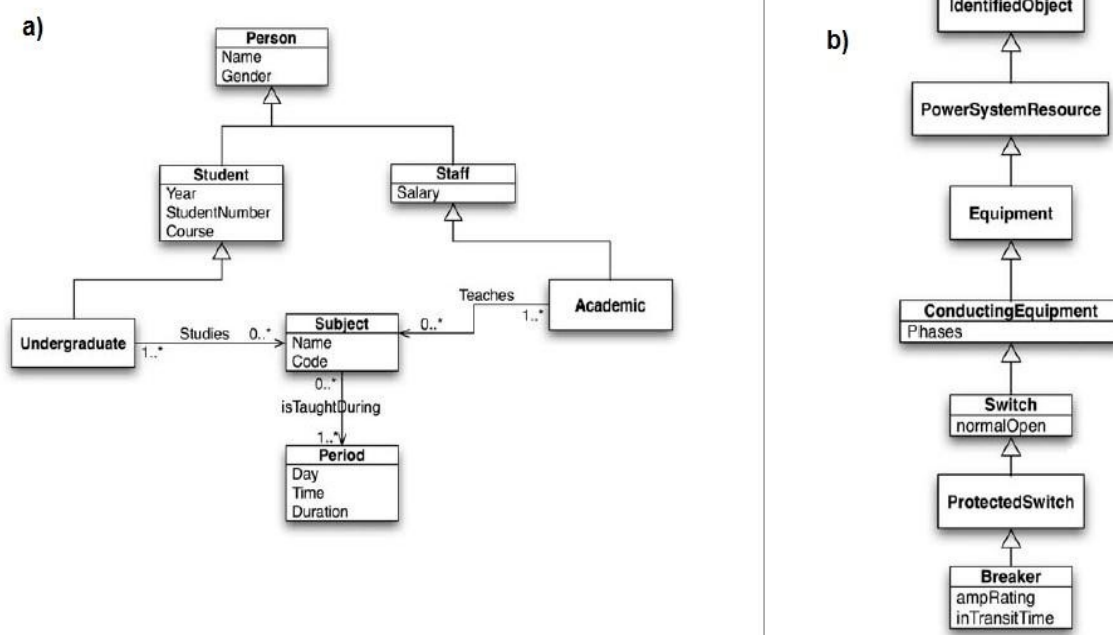 a)
Person
Name
Gender
Student
Year
StudentNumber
Course
Staff
Salary
Undergraduate
1..*
Studies
0..*
Subject
Name
Code
Teaches
0..*
1..*
Academic
0..*
isTaughtDuring
1..*
Period
Day
Time
Duration
b)
IdentifiedObject
PowerSystemResource
Equipment
ConductingEquipment
Phases
Switch
normalOpen
ProtectedSwitch
Breaker
ampRating
inTransitTime